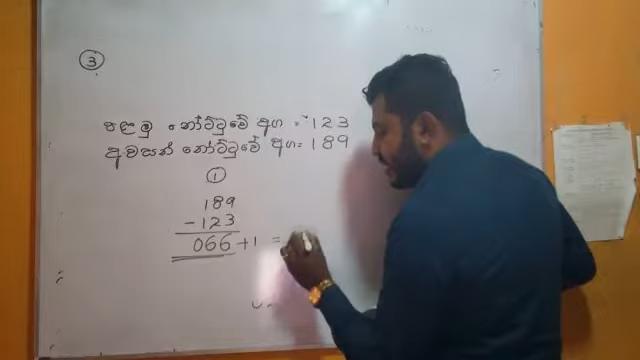 3
පළමු නෝට්ටුවේ අග = 123
අවසන් නෝට්ටුවේ අග = 189
1
189
-123
066 +1 =